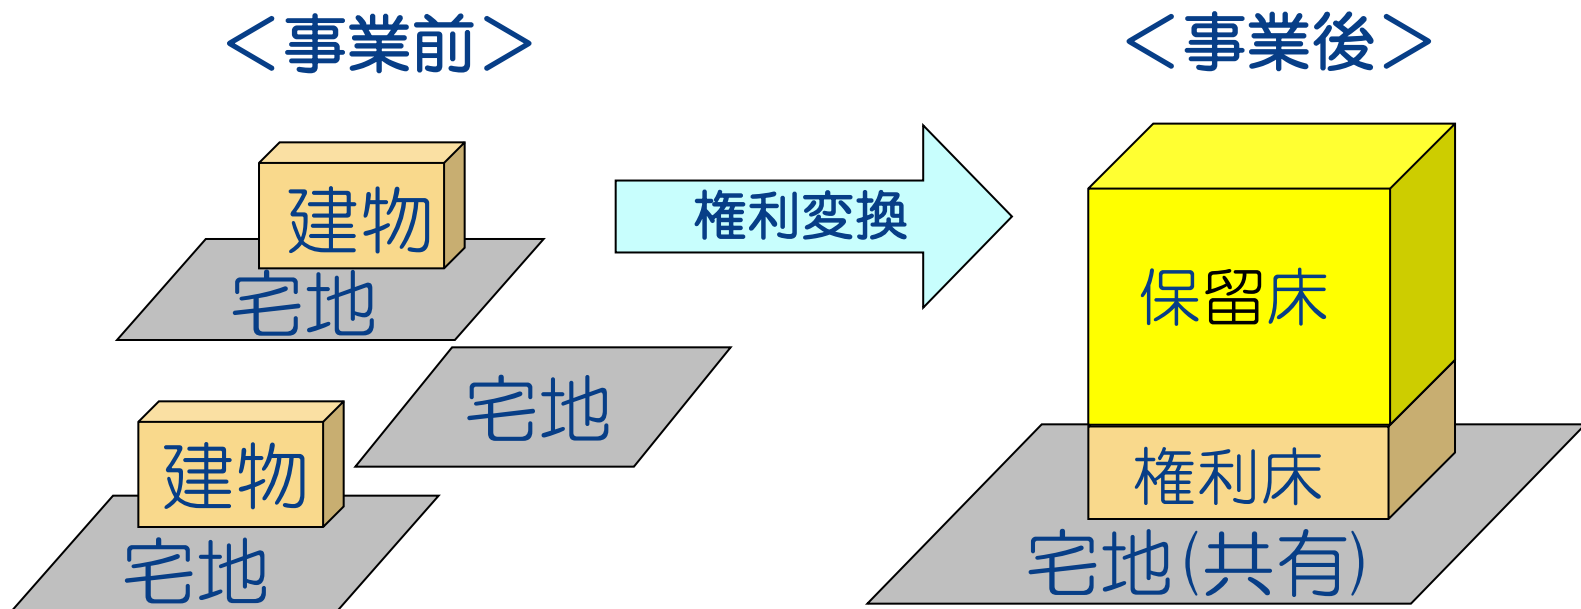 ＜事業前＞
建物
宅地
宅地
建物
宅地
権利変換
＜事業後＞
保留床
権利床
宅地(共有)